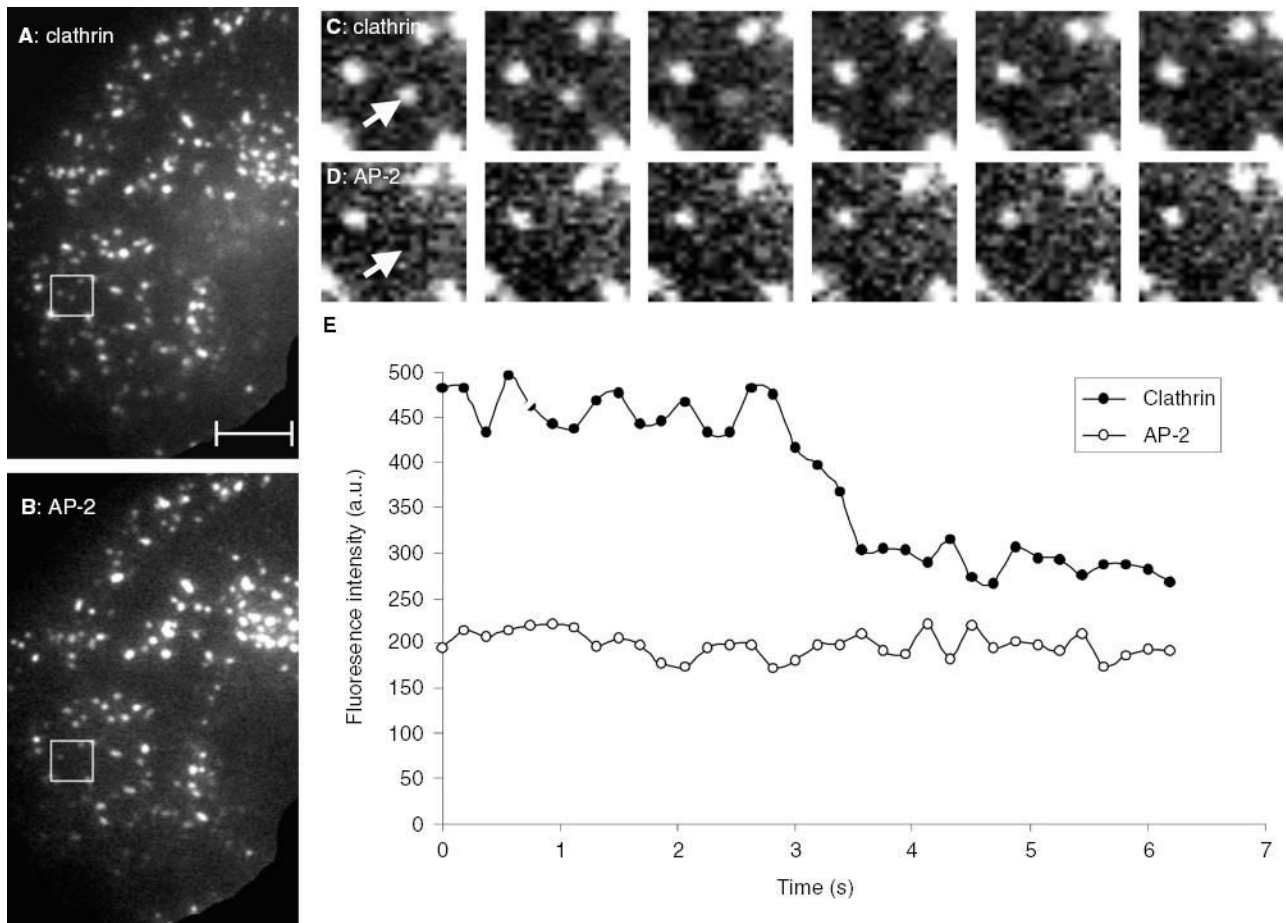 A: clathrin
B: AP-2
C: clathrin
D: AP-2
E
500
450
400
350
300
250
200
150
100
50
0
0 1 2 3 4 5 6 7
Fluoresence intensity (a.u.)
Time (s)
Clathrin
AP-2